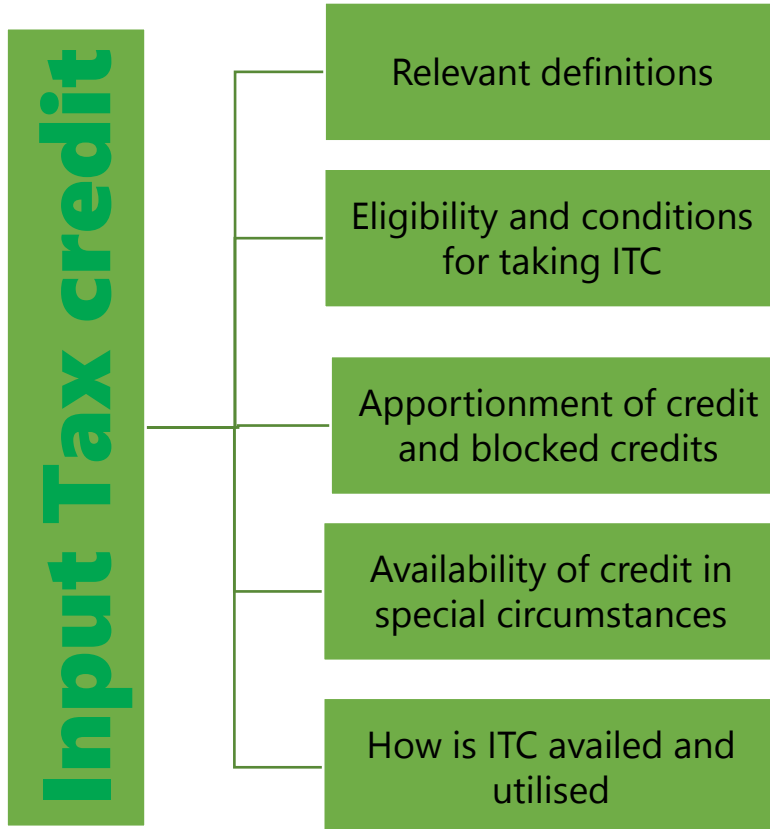 Input Tax credit
Relevant definitions
Eligibility and conditions
for taking ITC
Apportionment of credit
and blocked credits
Availability of credit in
special circumstances
How is ITC availed and
utilised